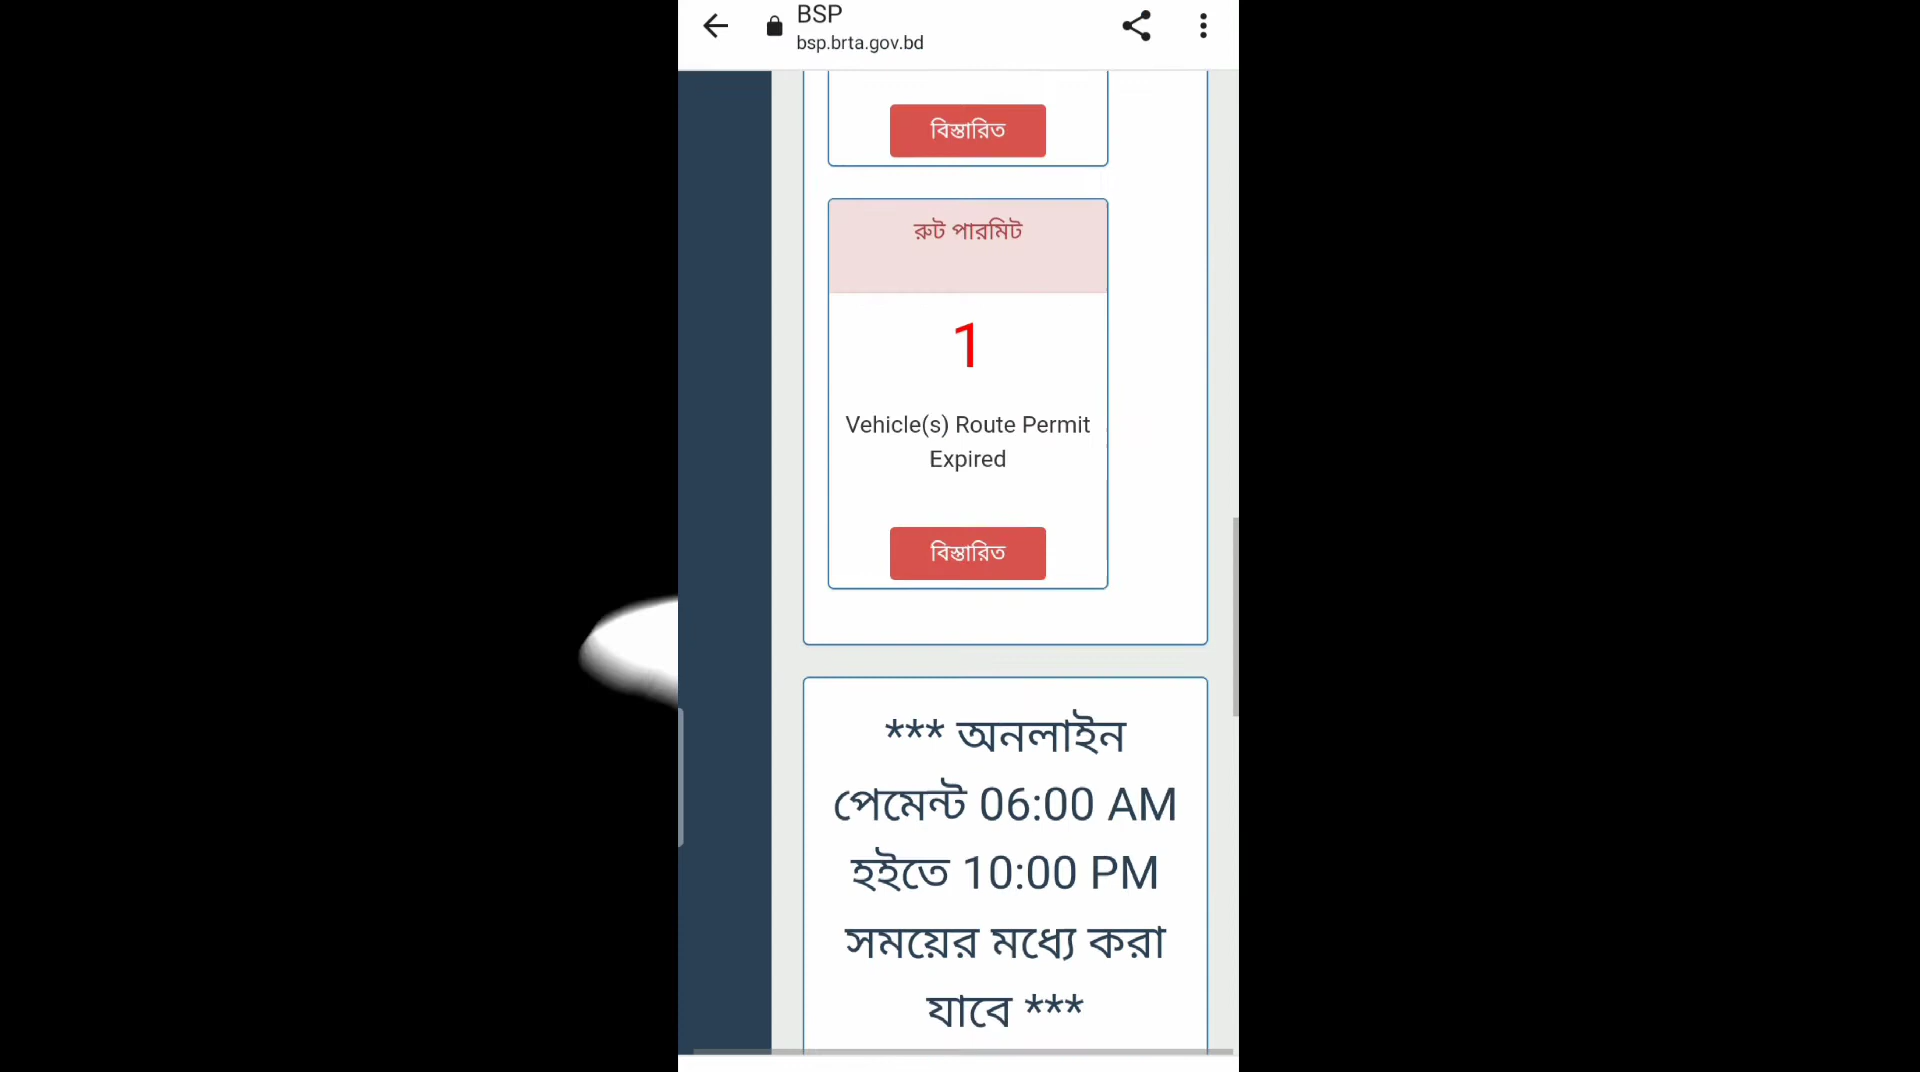 BSP
bsp.brta.gov.bd
বিস্তারিত
রুট পারমিট
1
Vehicle(s) Route Permit
Expired
বিস্তারিত
*** অনলাইন
পেমেন্ট 06:00 AM
হইতে 10:00 PM
সময়ের মধ্যে করা
যাবে ***